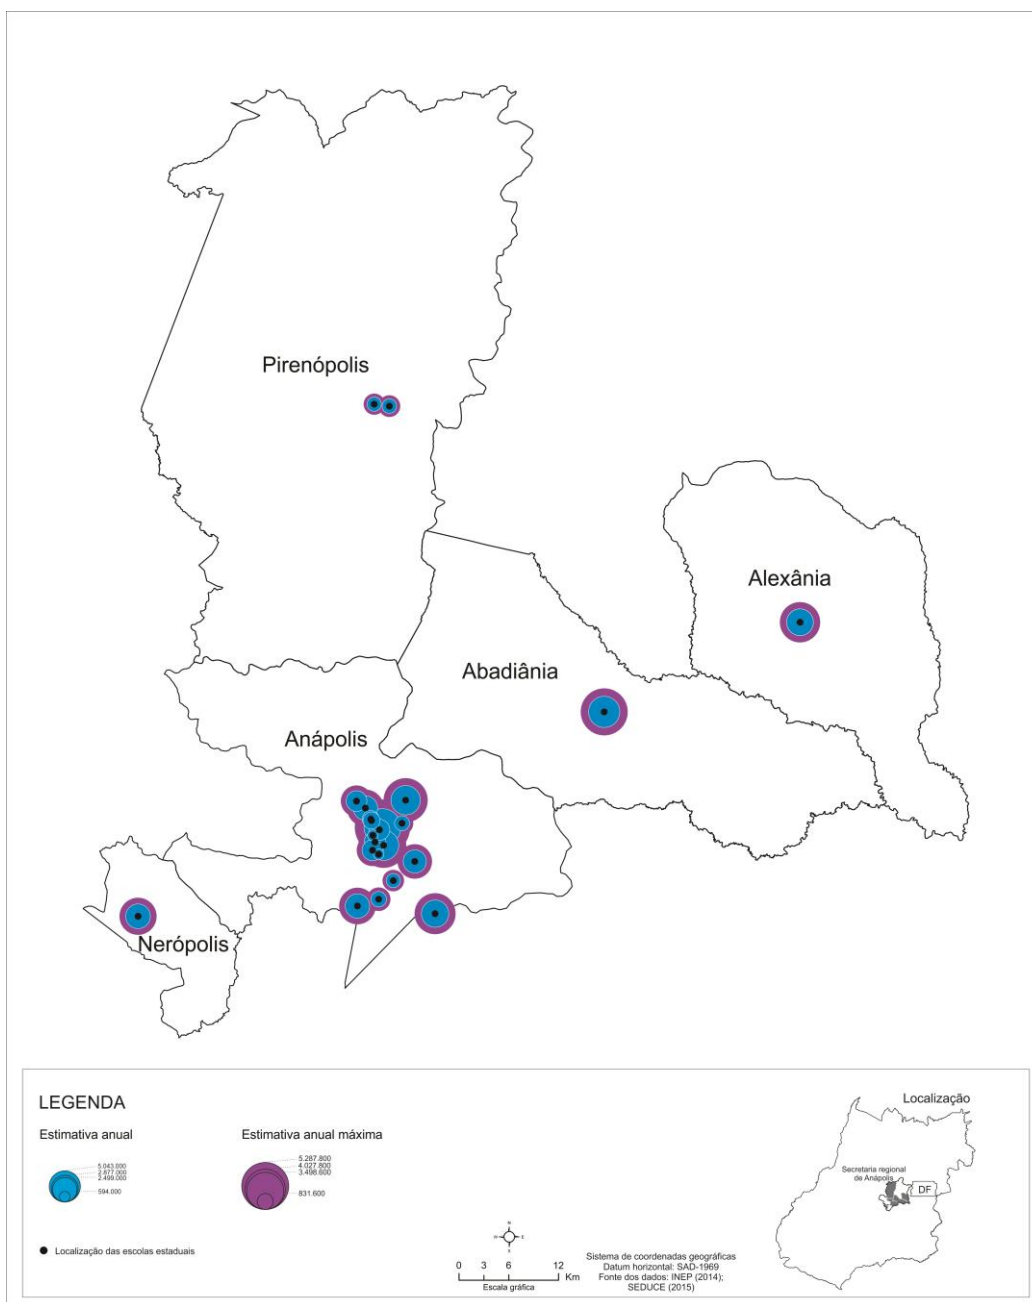 Pirenópolis
Alexânia
Abadiânia
Anápolis
Nerópolis
LEGENDA
Estimativa anual
5.043.000
2.877.000
2.499.000
594.000
Estimativa anual máxima
5.287.800
4.027.800
3.498.600
831.600
Localização das escolas estaduais
0 3 6 12
Km
Escala gráfica
Sistema de coordenadas geográficas
Datum horizontal: SAD-1969
Fonte dos dados: INEP (2014);
SEDUCE (2015)
Localização
Secretaria regional
de Anápolis
DF